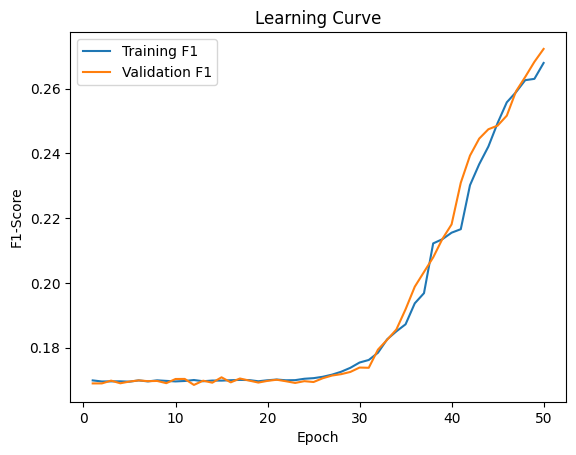 Learning Curve
Training F1
Validation F1
F1-Score
0.26
0.24
0.22
0.20
0.18
0 10 20 30 40 50
Epoch